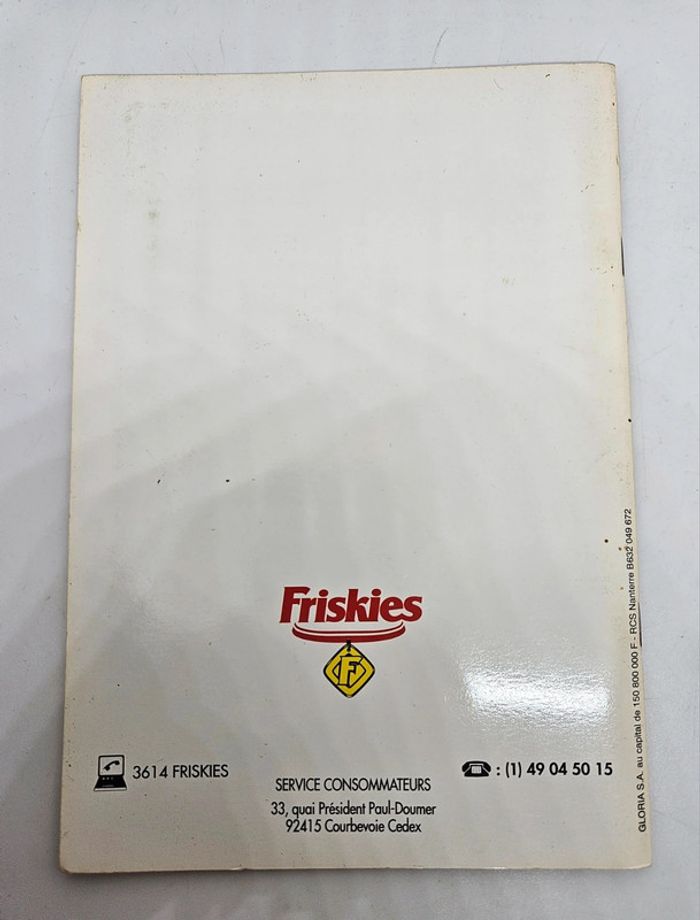 Friskies
F
3614 FRISKIES
SERVICE CONSOMMATEURS
33, quai Président Paul-Doumer
92415 Courbevoie Cedex
: (1) 49 04 50 15
GLORIA S.A. au capital de 150 800 000 F - RCS Nanterre B632 049 672